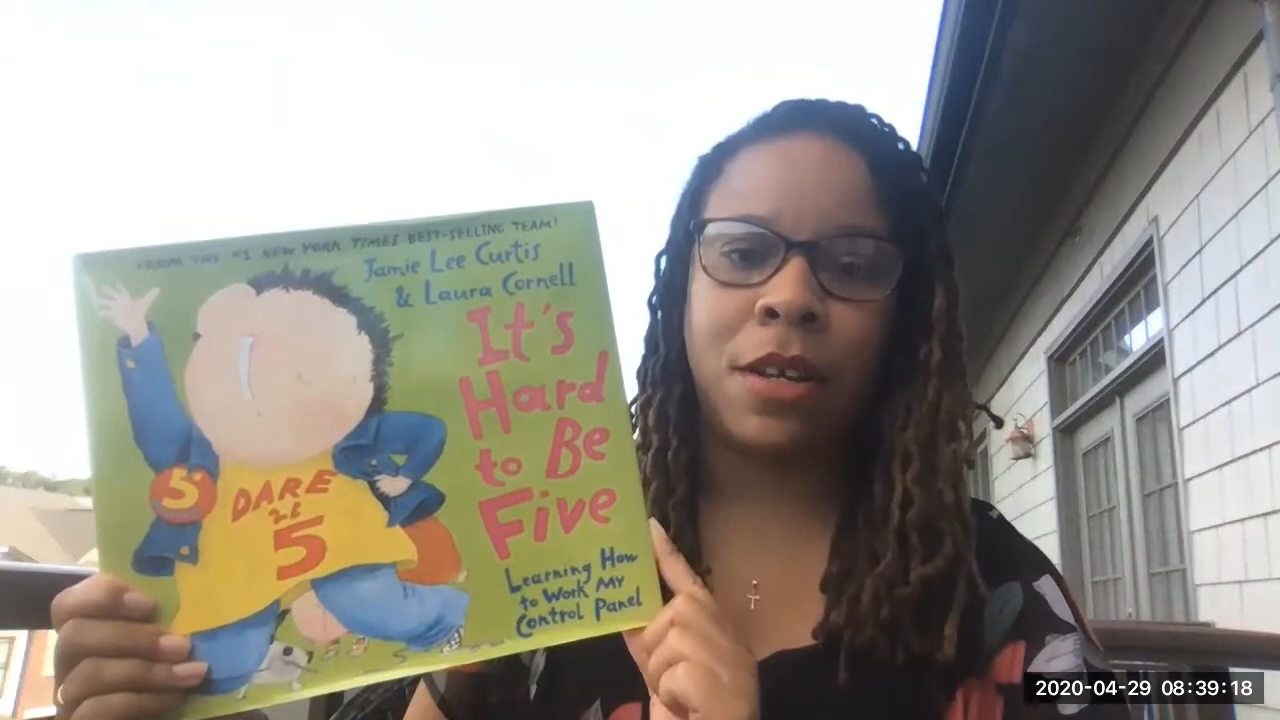 FROM THE #1 NEW YORK TIMES BEST-SELLING TEAM!
Jamie Lee Curtis
& Laura Cornell
It's
Hard
to Be
Five
Learning How
to Work My
Control Panel
5
DARE
2B
5
2020-04-29 08:39:18